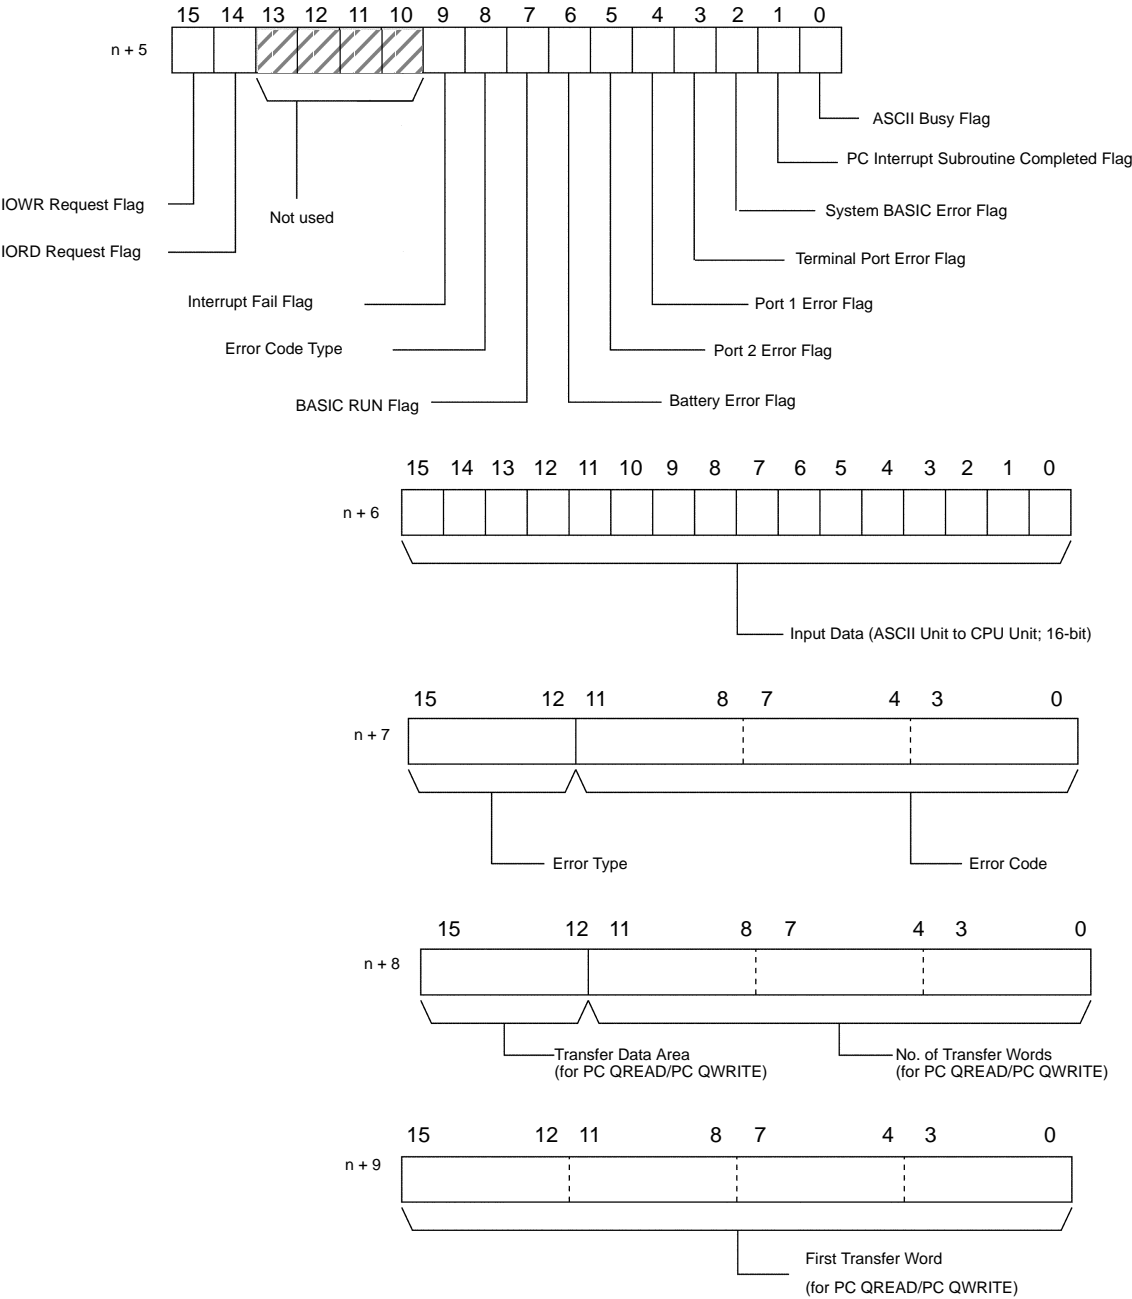 15 14 13 12 11 10 9 8 7 6 5 4 3 2 1 0
n + 5
ASCII Busy Flag
PC Interrupt Subroutine Completed Flag
IOWR Request Flag
Not used
System BASIC Error Flag
IORD Request Flag
Terminal Port Error Flag
Interrupt Fail Flag
Port 1 Error Flag
Error Code Type
Port 2 Error Flag
BASIC RUN Flag
Battery Error Flag
15 14 13 12 11 10 9 8 7 6 5 4 3 2 1 0
n + 6
Input Data (ASCII Unit to CPU Unit; 16-bit)
15 12 11 8 7 4 3 0
n + 7
Error Type
Error Code
15 12 11 8 7 4 3 0
n + 8
Transfer Data Area
(for PC QREAD/PC QWRITE)
No. of Transfer Words
(for PC QREAD/PC QWRITE)
15 12 11 8 7 4 3 0
n + 9
First Transfer Word
(for PC QREAD/PC QWRITE)